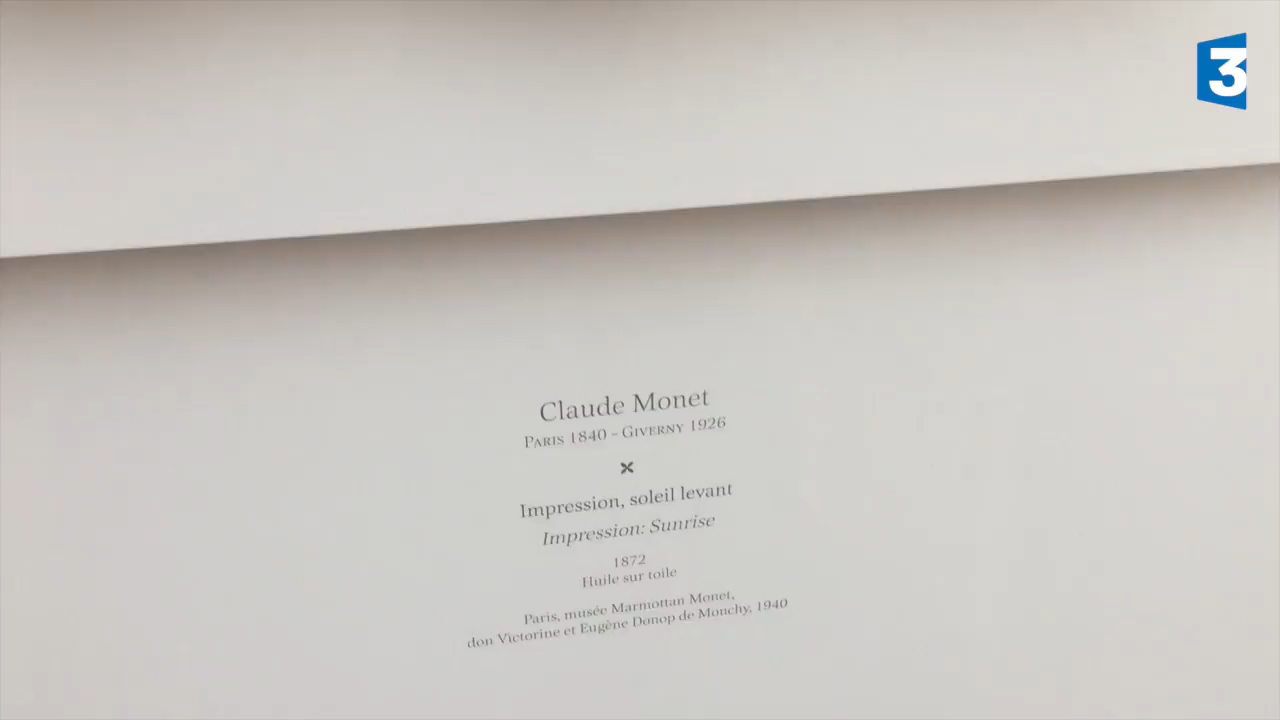 3
Claude Monet
PARIS 1840 - GIVERNY 1926
Impression, soleil levant
Impression: Sunrise
1872
Huile sur toile
Paris, musée Marmottan Monet,
don Victorine et Eugène Donop de Monchy, 1940